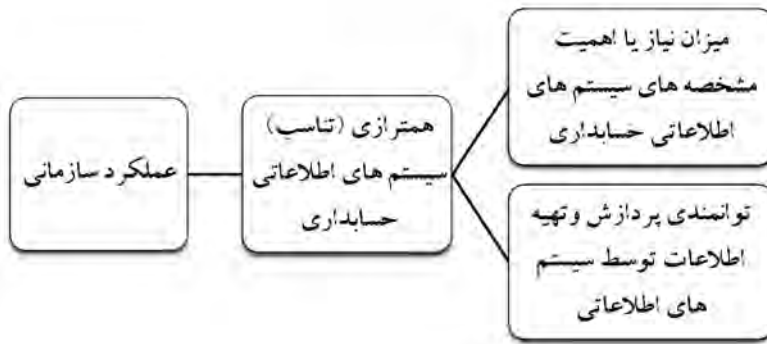 میزان نیاز یا اهمیت
مشخصه های سیستم های
اطلاعاتی حسابداری
توانمندی پردازش وتهیه
اطلاعات توسط سیستم
های اطلاعاتی
همترازی (تناسب)
سیستم های اطلاعاتی
حسابداری
عملکرد سازمانی